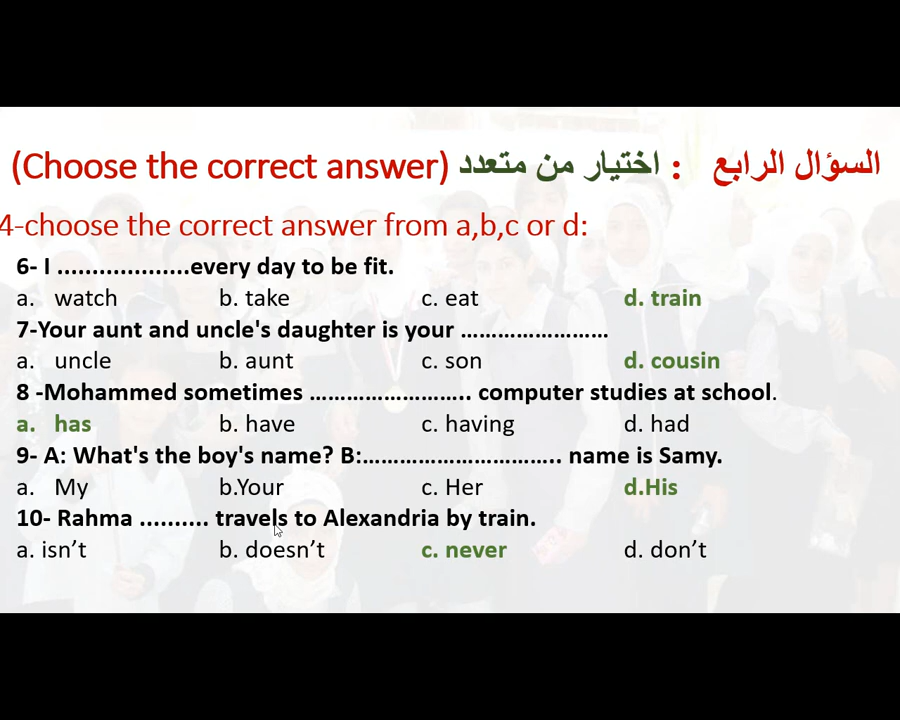 السؤال الرابع : اختيار من متعدد (Choose the correct answer)
4-choose the correct answer from a,b,c or d:
6- I ...................every day to be fit.
a. watch b. take c. eat d. train
7-Your aunt and uncle's daughter is your ……………………
a. uncle b. aunt c. son d. cousin
8 -Mohammed sometimes ………………….. computer studies at school.
a. has b. have c. having d. had
9- A: What's the boy's name? B:……………………….. name is Samy.
a. My b.Your c. Her d.His
10- Rahma .......... travels to Alexandria by train.
a. isn’t b. doesn’t c. never d. don’t